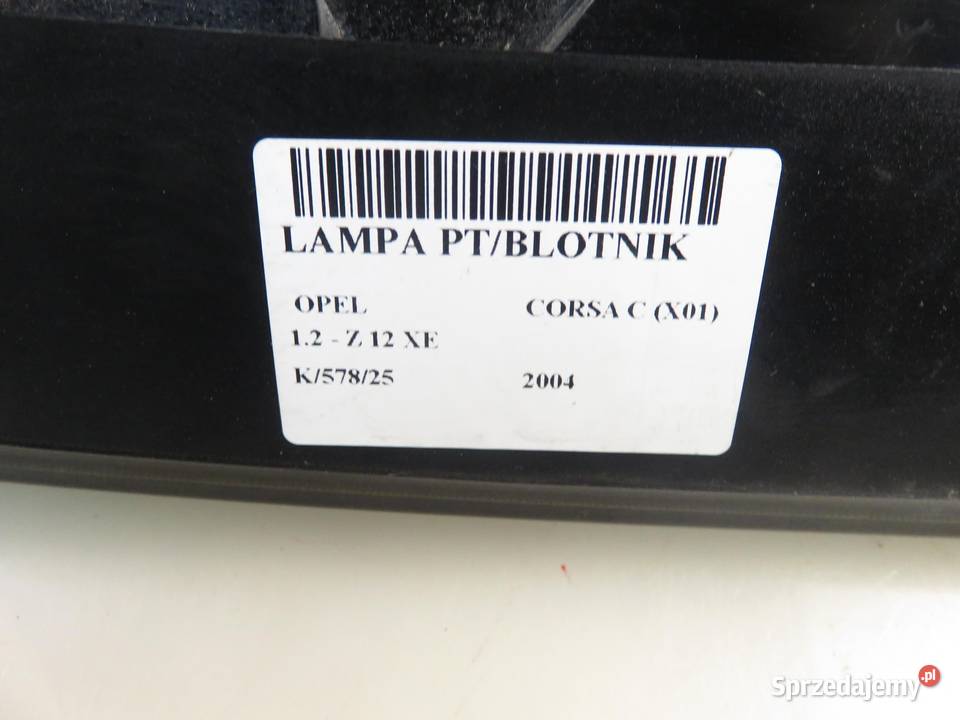 LAMPA PT/BLOTNIK
OPEL CORSA C (X01)
1.2 - Z 12 XE
K/578/25 2004
Sprzedajemy.pl